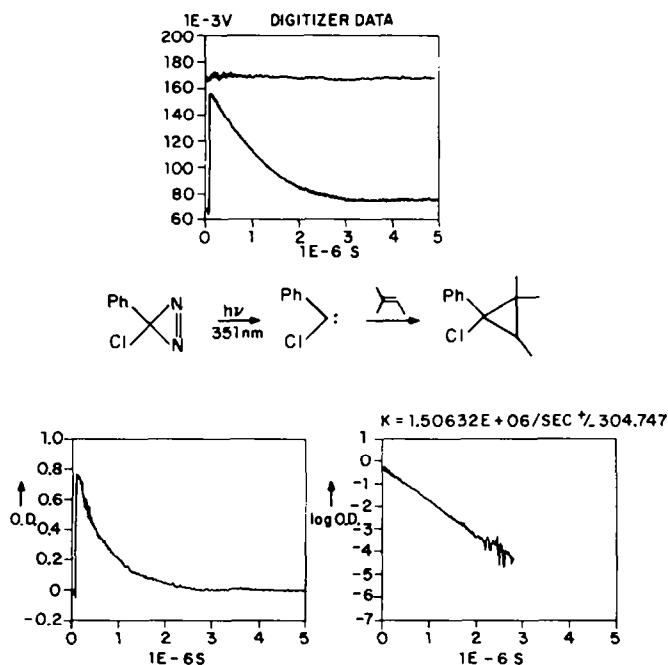 1E-3V DIGITIZER DATA
200
180
160
140
120
100
80
60
0 1 2 3 4 5
1E-6 S
Ph
Cl
N
N
hν
351nm
Ph
Cl
:
Ph
Cl
K = 1.50632E + 06/SEC +/- 304.747
1.0
0.8
0.6
0.4
0.2
0
-0.2
O.D.
0 1 2 3 4 5
1E-6S
1
0
-1
-2
-3
-4
-5
-6
-7
log O.D.
0 1 2 3 4 5
1E-6S